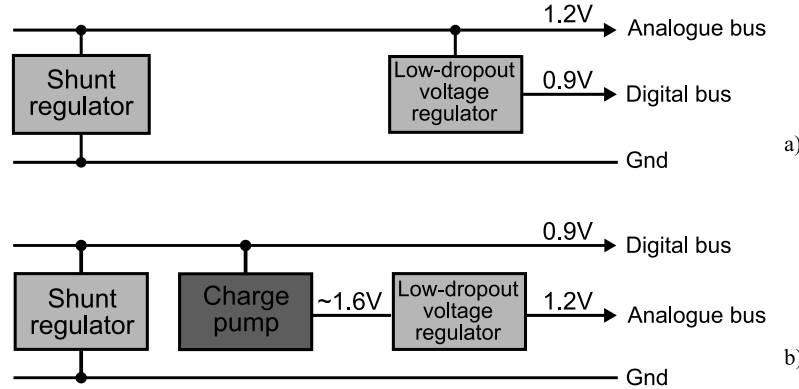 1.2V
Analogue bus
Shunt
regulator
Low-dropout
voltage
regulator
0.9V
Digital bus
Gnd
a)
0.9V
Digital bus
Shunt
regulator
Charge
pump
~1.6V
Low-dropout
voltage
regulator
1.2V
Analogue bus
Gnd
b)